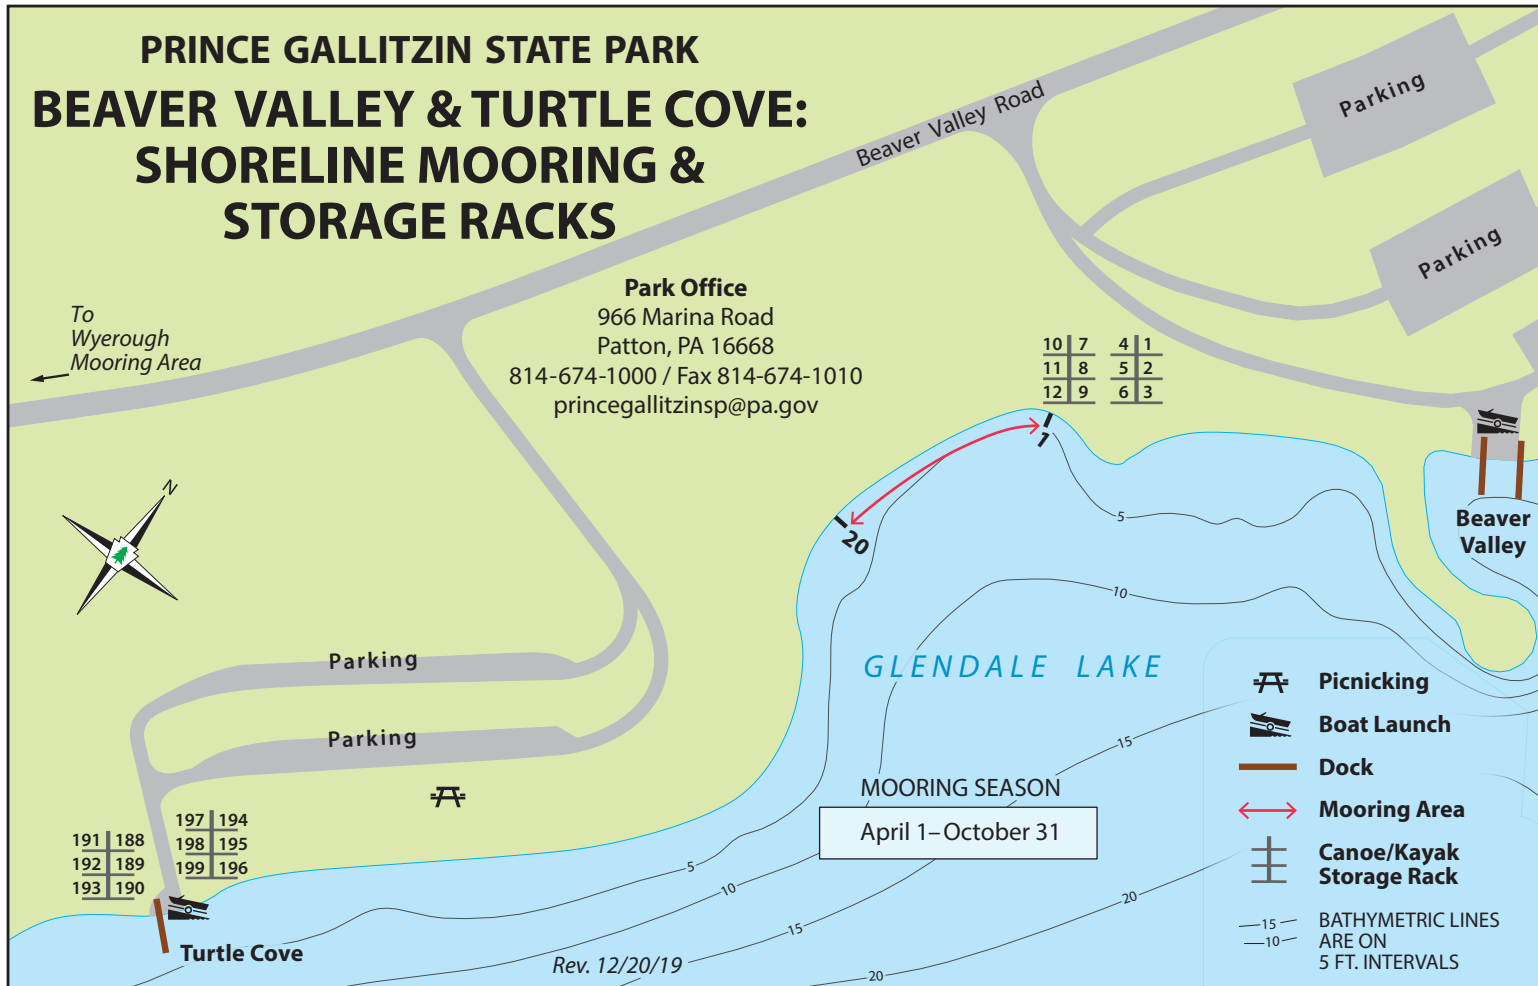 PRINCE GALLITZIN STATE PARK
BEAVER VALLEY & TURTLE COVE:
SHORELINE MOORING &
STORAGE RACKS
Beaver Valley Road
Parking
Parking
To
Wyerough
Mooring Area
Park Office
966 Marina Road
Patton, PA 16668
814-674-1000 / Fax 814-674-1010
princegallitzinsp@pa.gov
10 7 4 1
11 8 5 2
12 9 6 3
1
20
N
5
Beaver
Valley
10
GLENDALE LAKE
Parking
Parking
15
MOORING SEASON
April 1–October 31
197 194
198 195
199 196
191 188
192 189
193 190
Turtle Cove
5
10
15
20
20
Rev. 12/20/19
Picnicking
Boat Launch
Dock
Mooring Area
Canoe/Kayak
Storage Rack
15
10
BATHYMETRIC LINES
ARE ON
5 FT. INTERVALS